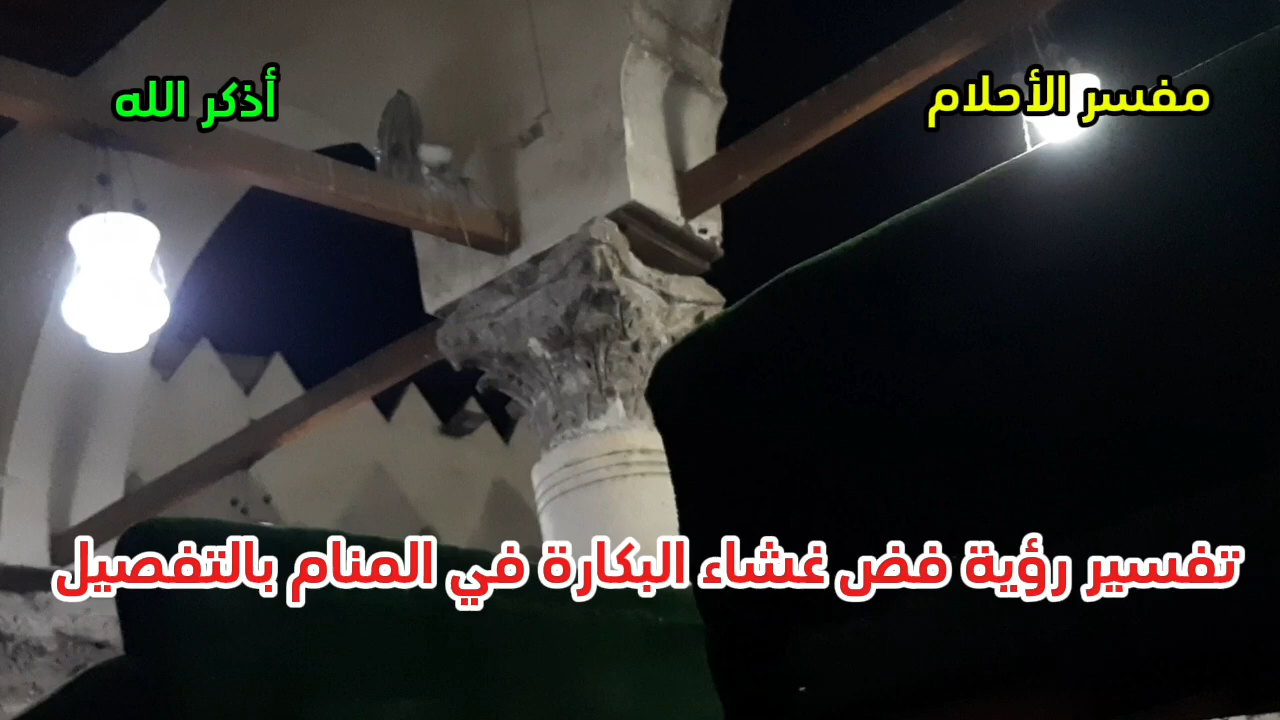 مفسر الأحلام
أذكر الله
تفسير رؤية فض غشاء البكارة في المنام بالتفصيل